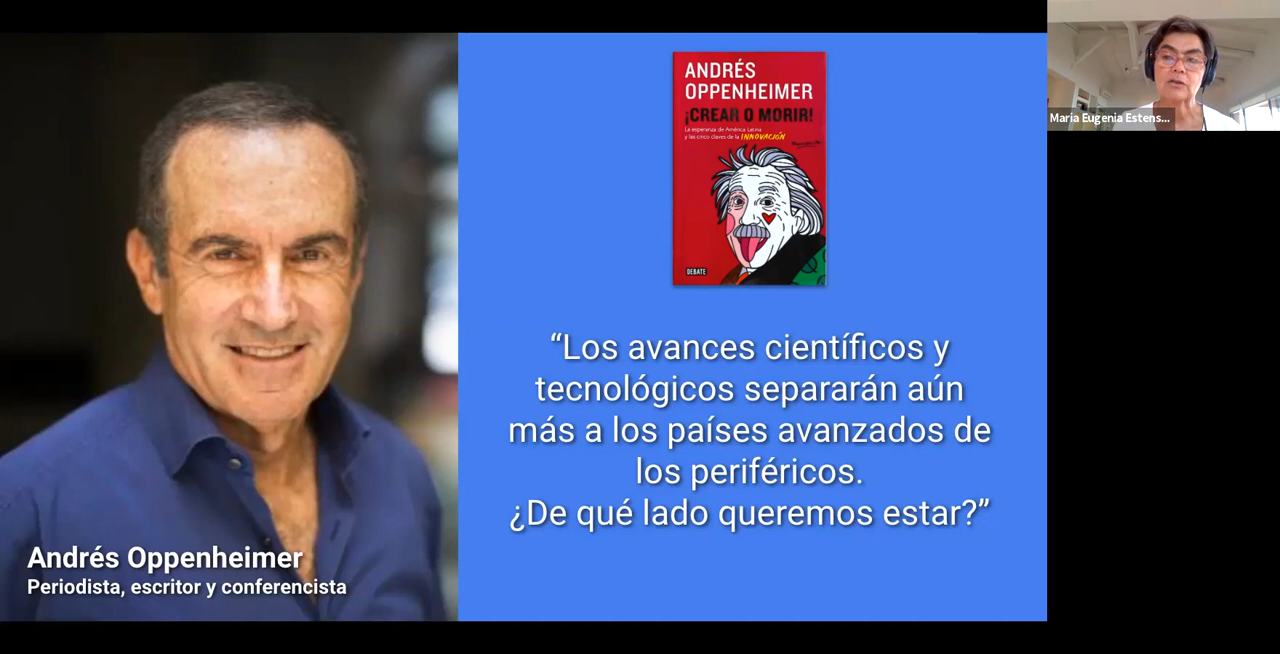 ANDRÉS
OPPENHEIMER
¡CREAR O MORIR!
La esperanza de América Latina
y las cinco claves de la INNOVACIÓN
DEBATE
“Los avances científicos y
tecnológicos separarán aún
más a los países avanzados de
los periféricos.
¿De qué lado queremos estar?”
Andrés Oppenheimer
Periodista, escritor y conferencista
María Eugenia Estens...